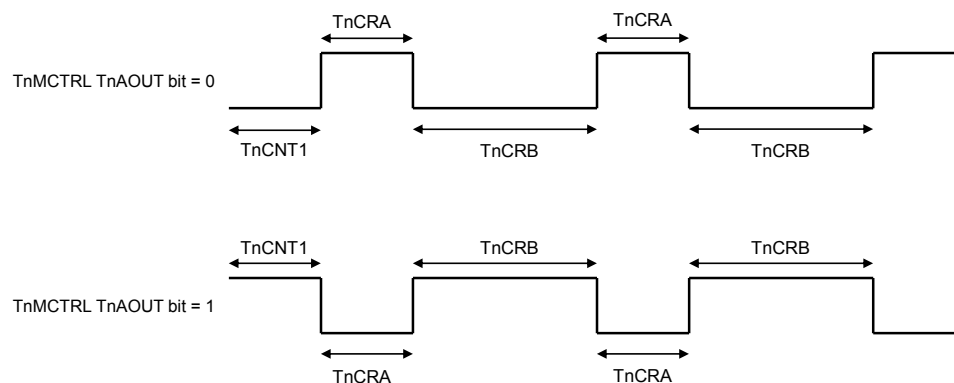 TnCRA TnCRA
TnMCTRL TnAOUT bit = 0
TnCNT1 TnCRB TnCRB
TnCNT1 TnCRB TnCRB
TnMCTRL TnAOUT bit = 1
TnCRA TnCRA